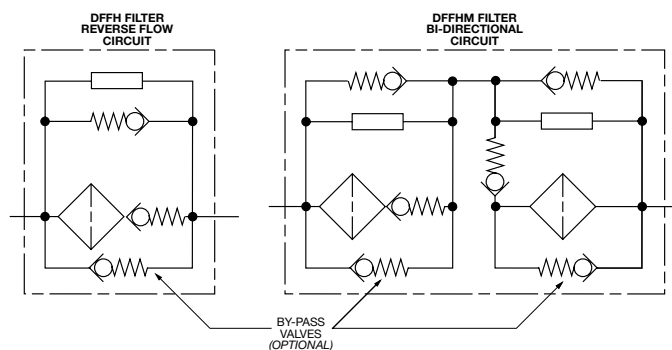 DFFH FILTER
REVERSE FLOW
CIRCUIT
DFFHM FILTER
BI-DIRECTIONAL
CIRCUIT
BY-PASS
VALVES
(OPTIONAL)